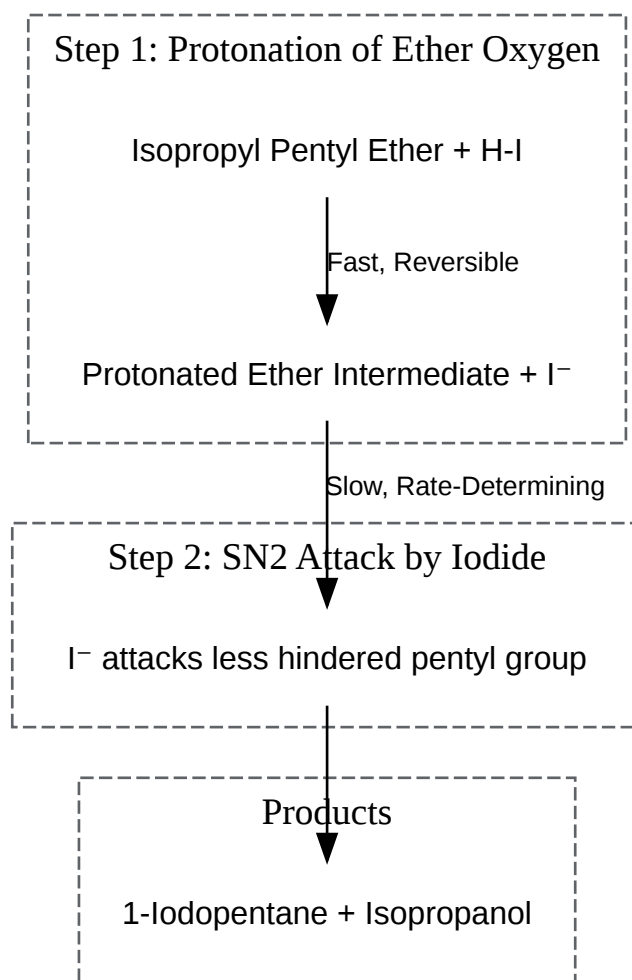 Step 1: Protonation of Ether Oxygen
Isopropyl Pentyl Ether + H-I
Fast, Reversible
Protonated Ether Intermediate + I⁻
Slow, Rate-Determining
Step 2: SN2 Attack by Iodide
I⁻ attacks less hindered pentyl group
Products
1-Iodopentane + Isopropanol